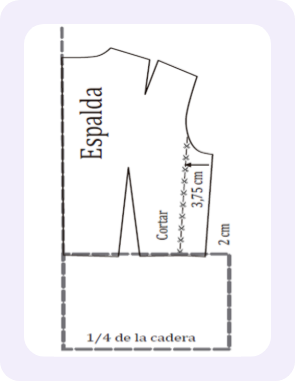 Espalda
Cortar
3,75 cm
2 cm
1/4 de la cadera